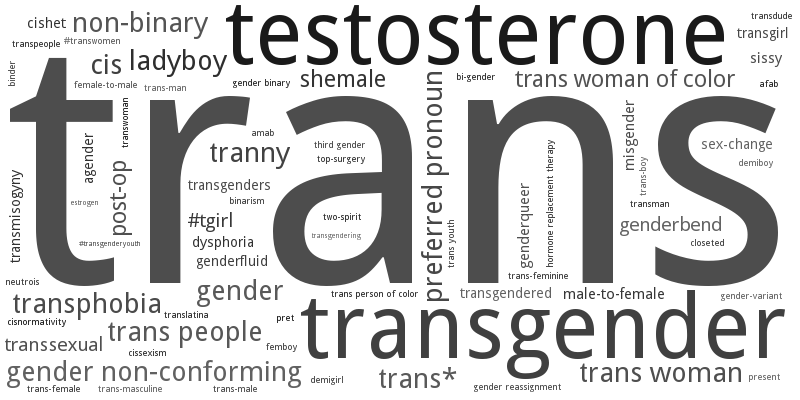 cishet
non-binary
testosterone
transdude
transpeople
#transwomen
transgirl
cis
ladyboy
sissy
binder
female-to-male
trans-man
gender binary
shemale
bi-gender
trans woman of color
afab
trans
transwoman
agender
amab
tranny
third gender
top-surgery
preferred pronoun
misgender
sex-change
demiboy
transmisogyny
post-op
transgenders
binarism
estrogen
hormone replacement therapy
genderqueer
trans-boy
transman
#tgirl
two-spirit
trans youth
genderbend
#transgenderyouth
dysphoria
transgendering
closeted
genderfluid
trans-feminine
neutrois
gender
trans person of color
transgendered
male-to-female
gender-variant
transphobia
translatina
pret
transgender
cisnormativity
trans people
transsexual
cissexism
femboy
gender non-conforming
demigirl
trans*
trans woman
present
trans-female
trans-masculine
trans-male
gender reassignment